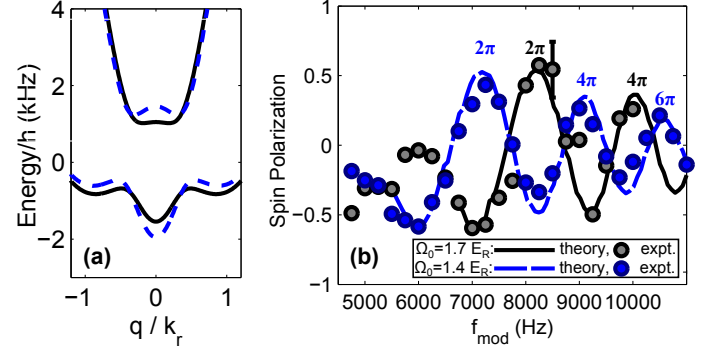 4
2
0
−2
Energy/ħ (kHz)
(a)
−1
0
1
q / k_r
1
0.5
0
−0.5
−1
Spin Polarization
2π
2π
4π
4π
6π
(b)
Ω₀=1.7 E_R: theory, expt.
Ω₀=1.4 E_R: theory, expt.
5000 6000 7000 8000 9000 10000
f_mod (Hz)